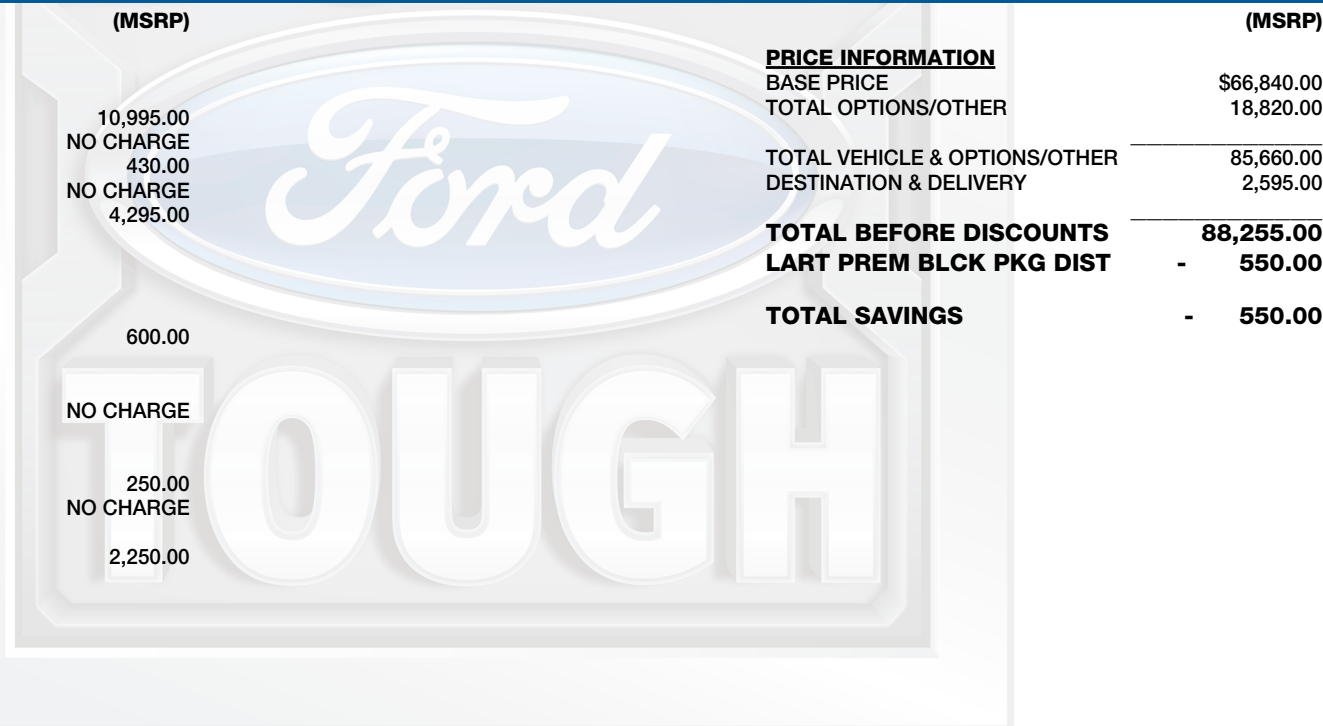 (MSRP)
10,995.00
NO CHARGE
430.00
NO CHARGE
4,295.00
600.00
NO CHARGE
250.00
NO CHARGE
2,250.00
(MSRP)
PRICE INFORMATION
BASE PRICE $66,840.00
TOTAL OPTIONS/OTHER 18,820.00
TOTAL VEHICLE & OPTIONS/OTHER 85,660.00
DESTINATION & DELIVERY 2,595.00
TOTAL BEFORE DISCOUNTS 88,255.00
LART PREM BLCK PKG DIST - 550.00
TOTAL SAVINGS - 550.00
Ford
TOUGH